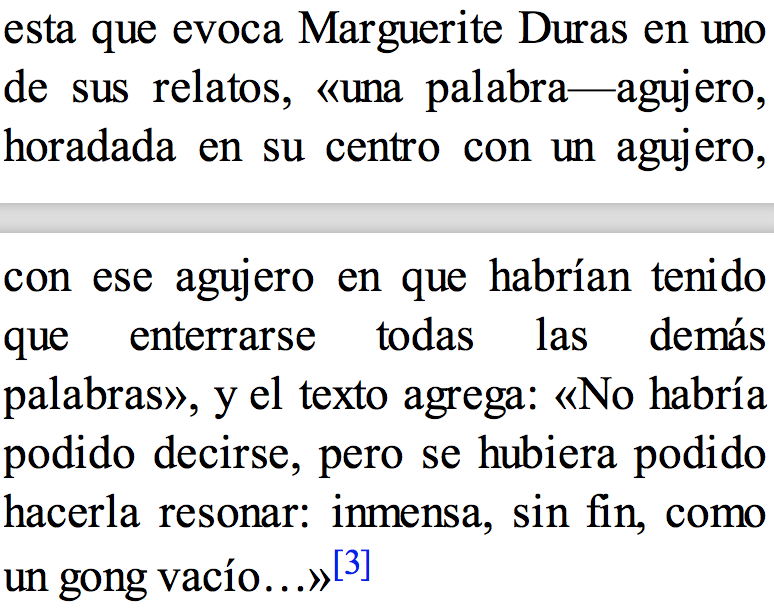 esta que evoca Marguerite Duras en uno
de sus relatos, «una palabra—agujero,
horadada en su centro con un agujero,
con ese agujero en que habrían tenido
que enterrarse todas las demás
palabras», y el texto agrega: «No habría
podido decirse, pero se hubiera podido
hacerla resonar: inmensa, sin fin, como
un gong vacío…»[3]